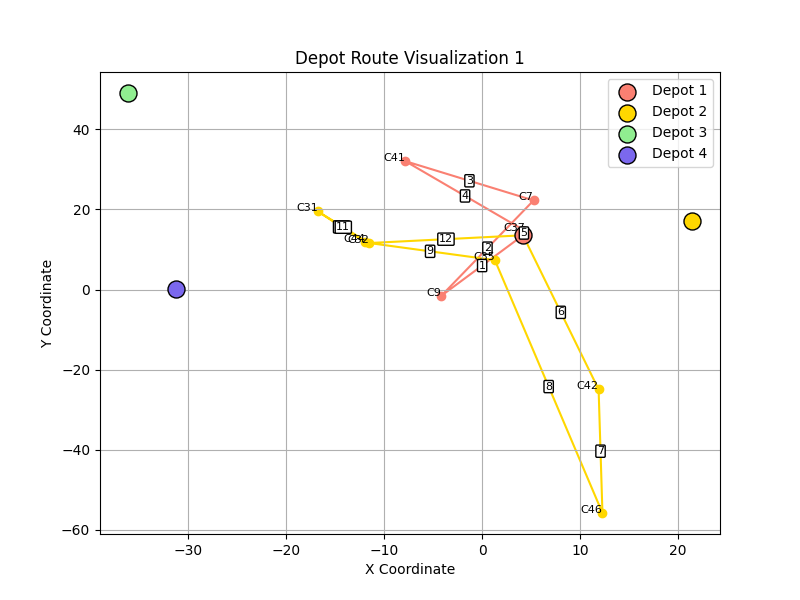 Depot Route Visualization 1
Depot 1
Depot 2
Depot 3
Depot 4
Y Coordinate
40
20
0
−20
−40
−60
C41
3
4
C7
C31
11
C44
12
9
C37
5
2
C35
1
C9
6
8
C42
7
C46
−30
−20
−10
0
10
20
X Coordinate